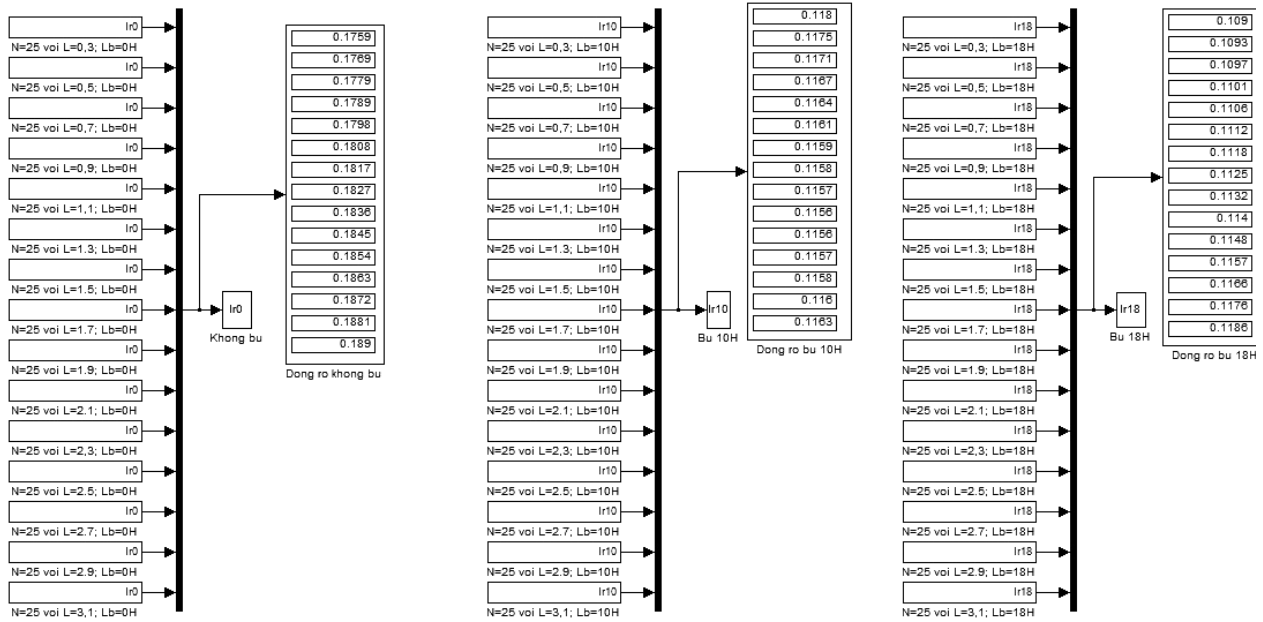 Ir0
N=25 voi L=0,3; Lb=0H
Ir0
N=25 voi L=0,5; Lb=0H
Ir0
N=25 voi L=0,7; Lb=0H
Ir0
N=25 voi L=0,9; Lb=0H
Ir0
N=25 voi L=1,1; Lb=0H
Ir0
N=25 voi L=1.3; Lb=0H
Ir0
N=25 voi L=1.5; Lb=0H
Ir0
N=25 voi L=1.7; Lb=0H
Ir0
N=25 voi L=1.9; Lb=0H
Ir0
N=25 voi L=2.1; Lb=0H
Ir0
N=25 voi L=2,3; Lb=0H
Ir0
N=25 voi L=2.5; Lb=0H
Ir0
N=25 voi L=2.7; Lb=0H
Ir0
N=25 voi L=2.9; Lb=0H
Ir0
N=25 voi L=3,1; Lb=0H
Ir0
Khong bu
0.1759
0.1769
0.1779
0.1789
0.1798
0.1808
0.1817
0.1827
0.1836
0.1845
0.1854
0.1863
0.1872
0.1881
0.189
Dong ro khong bu
Ir10
N=25 voi L=0,3; Lb=10H
Ir10
N=25 voi L=0,5; Lb=10H
Ir10
N=25 voi L=0,7; Lb=10H
Ir10
N=25 voi L=0,9; Lb=10H
Ir10
N=25 voi L=1,1; Lb=10H
Ir10
N=25 voi L=1.3; Lb=10H
Ir10
N=25 voi L=1.5; Lb=10H
Ir10
N=25 voi L=1.7; Lb=10H
Ir10
N=25 voi L=1.9; Lb=10H
Ir10
N=25 voi L=2.1; Lb=10H
Ir10
N=25 voi L=2,3; Lb=10H
Ir10
N=25 voi L=2.5; Lb=10H
Ir10
N=25 voi L=2.7; Lb=10H
Ir10
N=25 voi L=2.9; Lb=10H
Ir10
N=25 voi L=3,1; Lb=10H
Ir10
Bu 10H
0.118
0.1175
0.1171
0.1167
0.1164
0.1161
0.1159
0.1158
0.1157
0.1156
0.1156
0.1157
0.1158
0.116
0.1163
Dong ro bu 10H
Ir18
N=25 voi L=0,3; Lb=18H
Ir18
N=25 voi L=0,5; Lb=18H
Ir18
N=25 voi L=0,7; Lb=18H
Ir18
N=25 voi L=0,9; Lb=18H
Ir18
N=25 voi L=1,1; Lb=18H
Ir18
N=25 voi L=1.3; Lb=18H
Ir18
N=25 voi L=1.5; Lb=18H
Ir18
N=25 voi L=1.7; Lb=18H
Ir18
N=25 voi L=1.9; Lb=18H
Ir18
N=25 voi L=2.1; Lb=18H
Ir18
N=25 voi L=2,3; Lb=18H
Ir18
N=25 voi L=2.5; Lb=18H
Ir18
N=25 voi L=2.7; Lb=18H
Ir18
N=25 voi L=2.9; Lb=18H
Ir18
N=25 voi L=3,1; Lb=18H
Ir18
Bu 18H
0.109
0.1093
0.1097
0.1101
0.1106
0.1112
0.1118
0.1125
0.1132
0.114
0.1148
0.1157
0.1166
0.1176
0.1186
Dong ro bu 18H